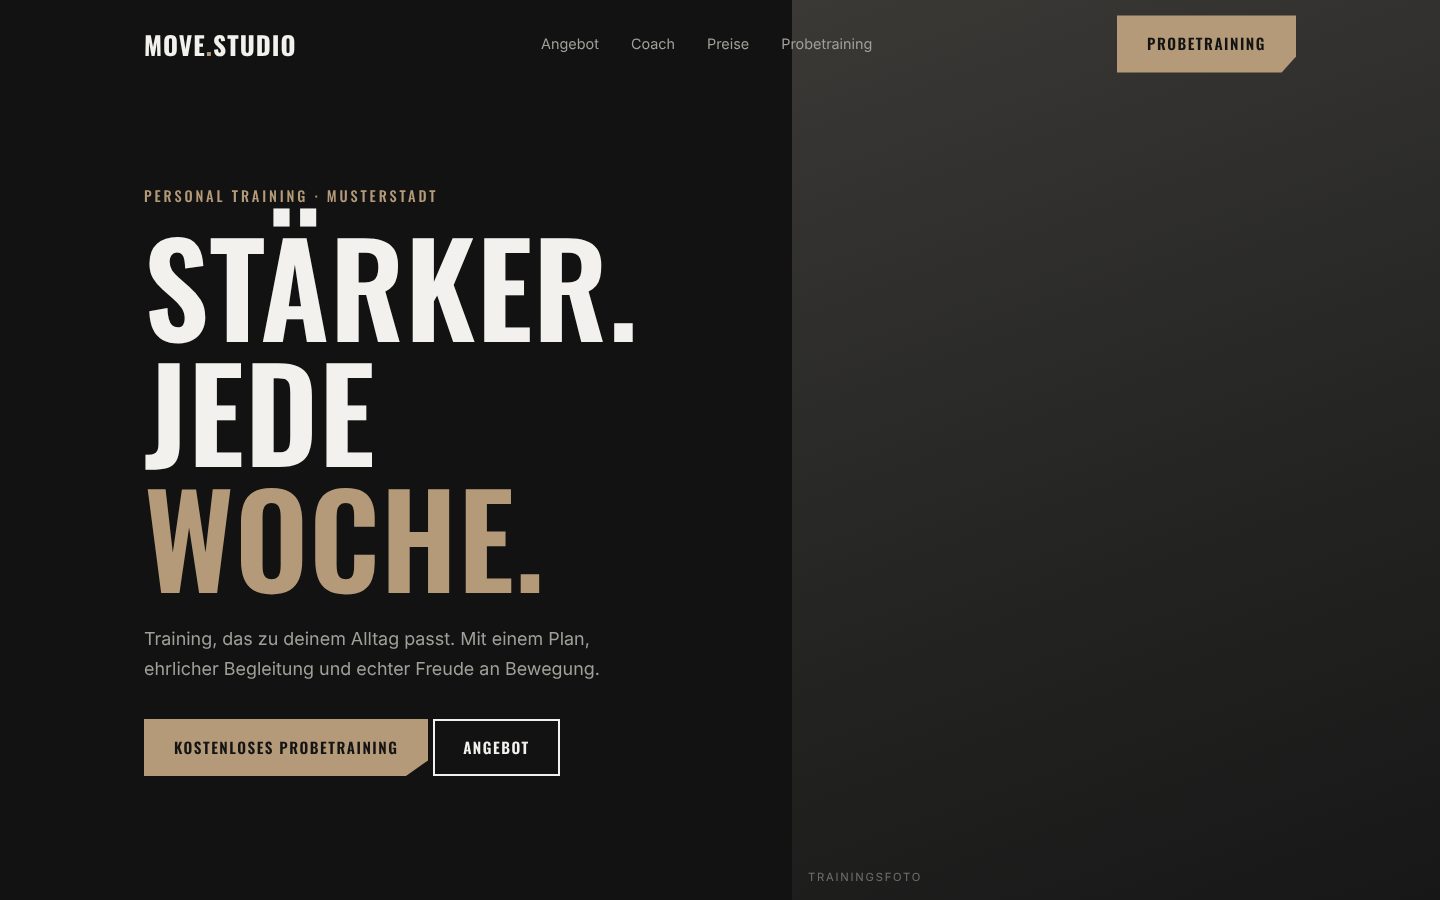 MOVE.STUDIO
Angebot
Coach
Preise
Probetraining
PROBETRAINING
PERSONAL TRAINING · MUSTERSTADT
STÄRKER.
JEDE
WOCHE.
Training, das zu deinem Alltag passt. Mit einem Plan,
ehrlicher Begleitung und echter Freude an Bewegung.
KOSTENLOSES PROBETRAINING
ANGEBOT
TRAININGSFOTO